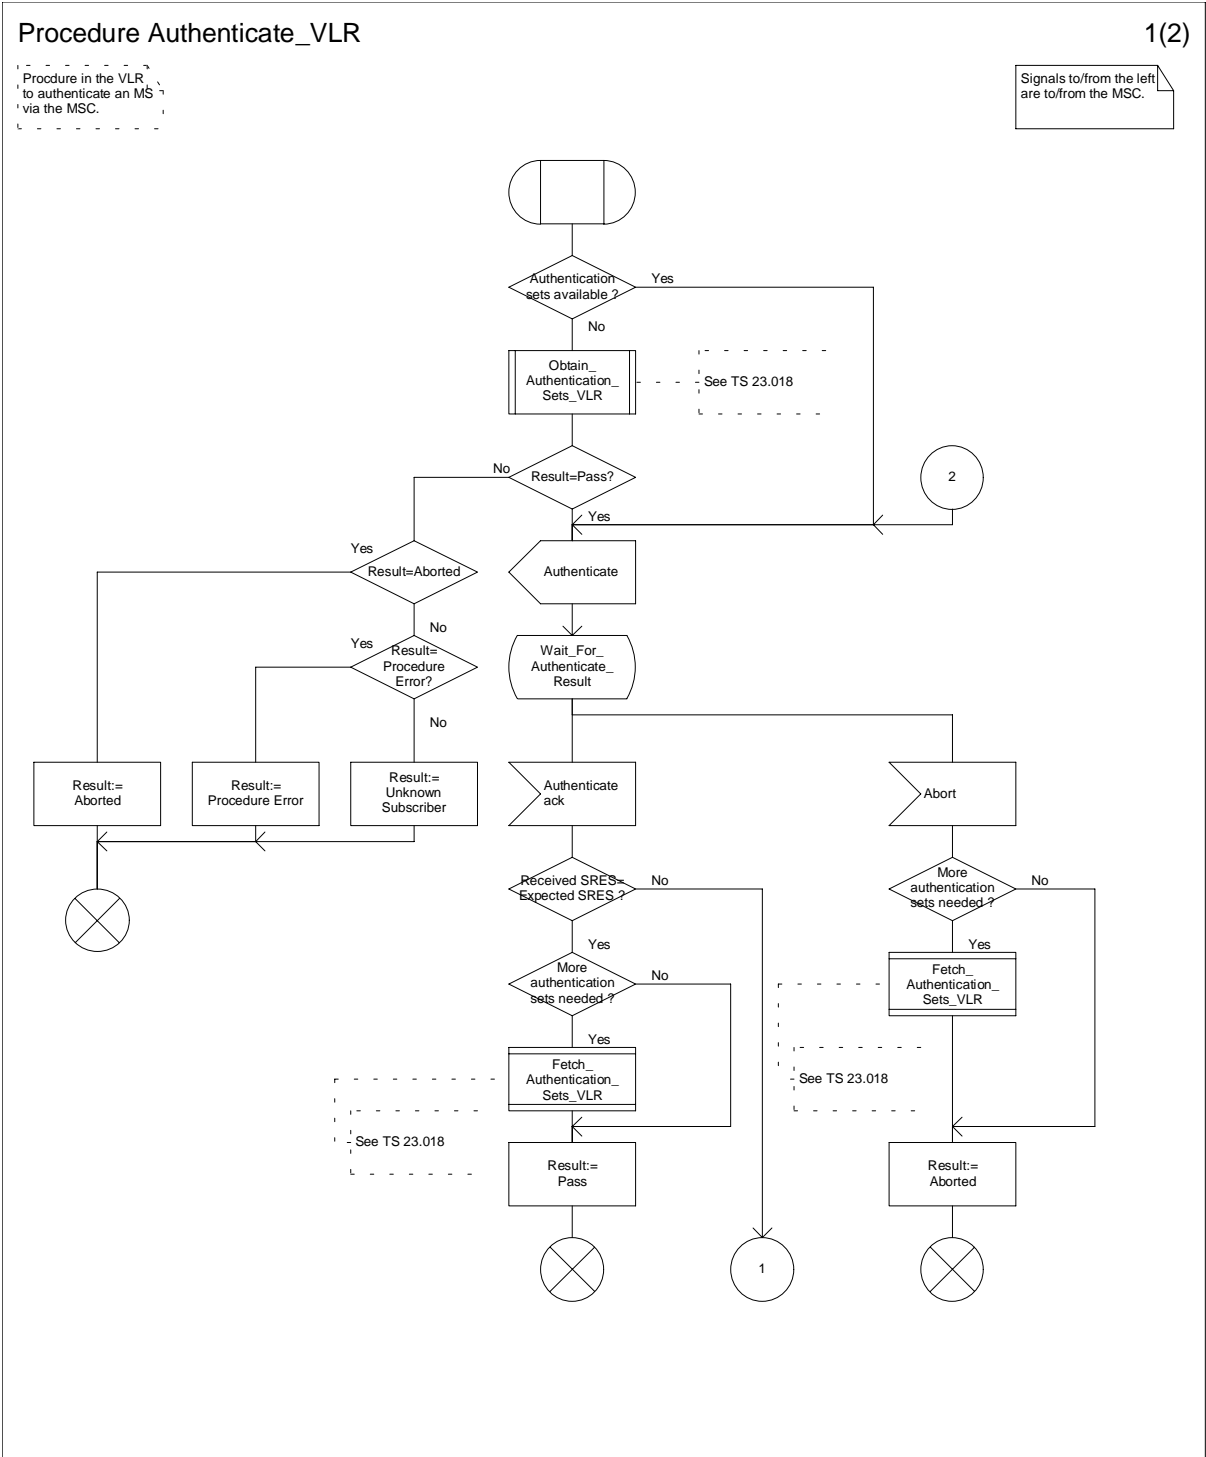 Procedure Authenticate_VLR
1(2)
Procdure in the VLR
to authenticate an MS
via the MSC.
Signals to/from the left
are to/from the MSC.
Authentication
sets available ?
Yes
No
Obtain_
Authentication_
Sets_VLR
See TS 23.018
No
Result=Pass?
2
Yes
Yes
Result=Aborted
Authenticate
No
Yes
Result=
Procedure
Error?
Wait_For_
Authenticate_
Result
No
Result:=
Aborted
Result:=
Procedure Error
Result:=
Unknown
Subscriber
Authenticate
ack
Abort
Received SRES=
Expected SRES ?
No
More
authentication
sets needed ?
No
Yes
Yes
More
authentication
sets needed ?
No
Fetch_
Authentication_
Sets_VLR
Yes
Fetch_
Authentication_
Sets_VLR
See TS 23.018
See TS 23.018
Result:=
Pass
Result:=
Aborted
1